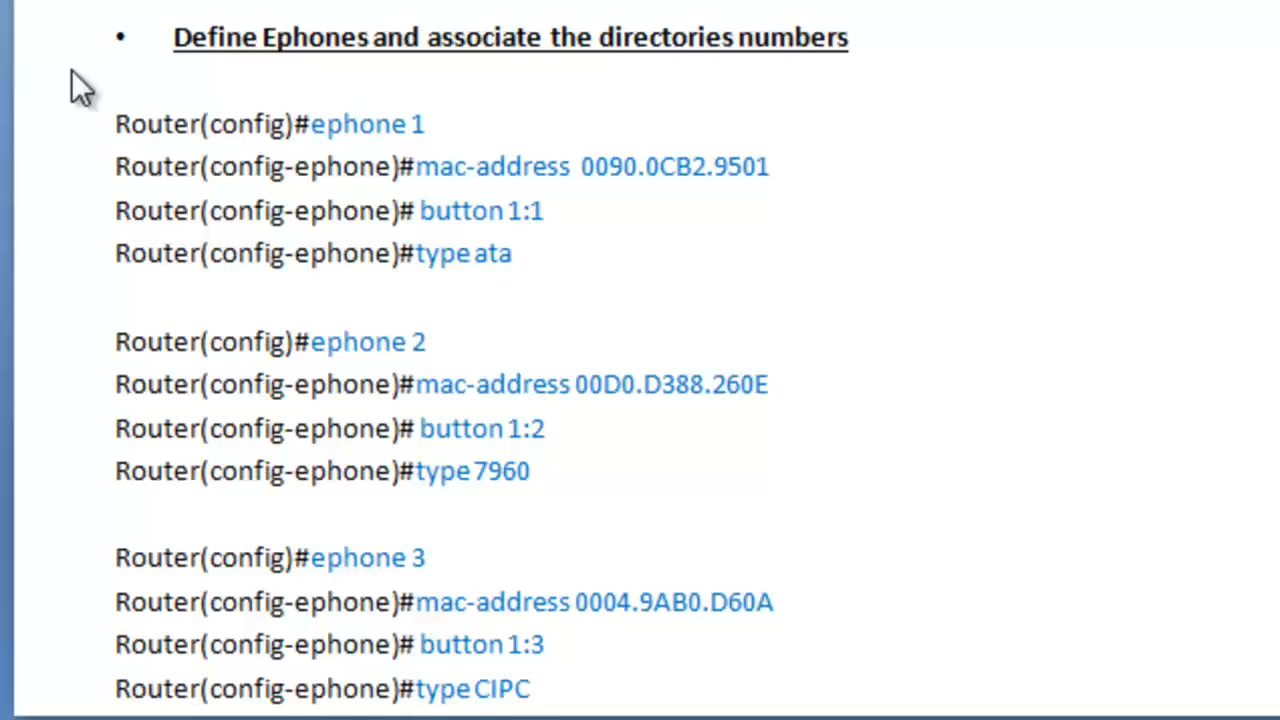 • Define Ephones and associate the directories numbers
Router(config)#ephone 1
Router(config-ephone)#mac-address 0090.0CB2.9501
Router(config-ephone)# button 1:1
Router(config-ephone)#type ata
Router(config)#ephone 2
Router(config-ephone)#mac-address 00D0.D388.260E
Router(config-ephone)# button 1:2
Router(config-ephone)#type 7960
Router(config)#ephone 3
Router(config-ephone)#mac-address 0004.9AB0.D60A
Router(config-ephone)# button 1:3
Router(config-ephone)#type CIPC